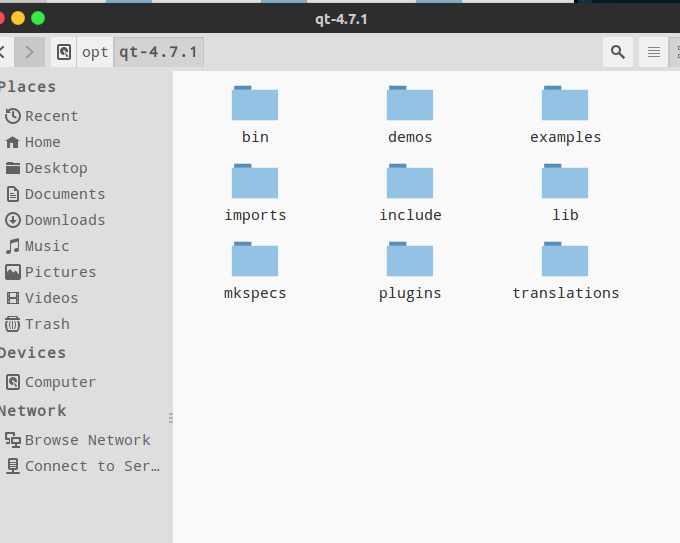 qt-4.7.1
opt qt-4.7.1
Places
Recent
Home
Desktop
Documents
Downloads
Music
Pictures
Videos
Trash
Devices
Computer
Network
Browse Network
Connect to Ser…
bin demos examples
imports include lib
mkspecs plugins translations